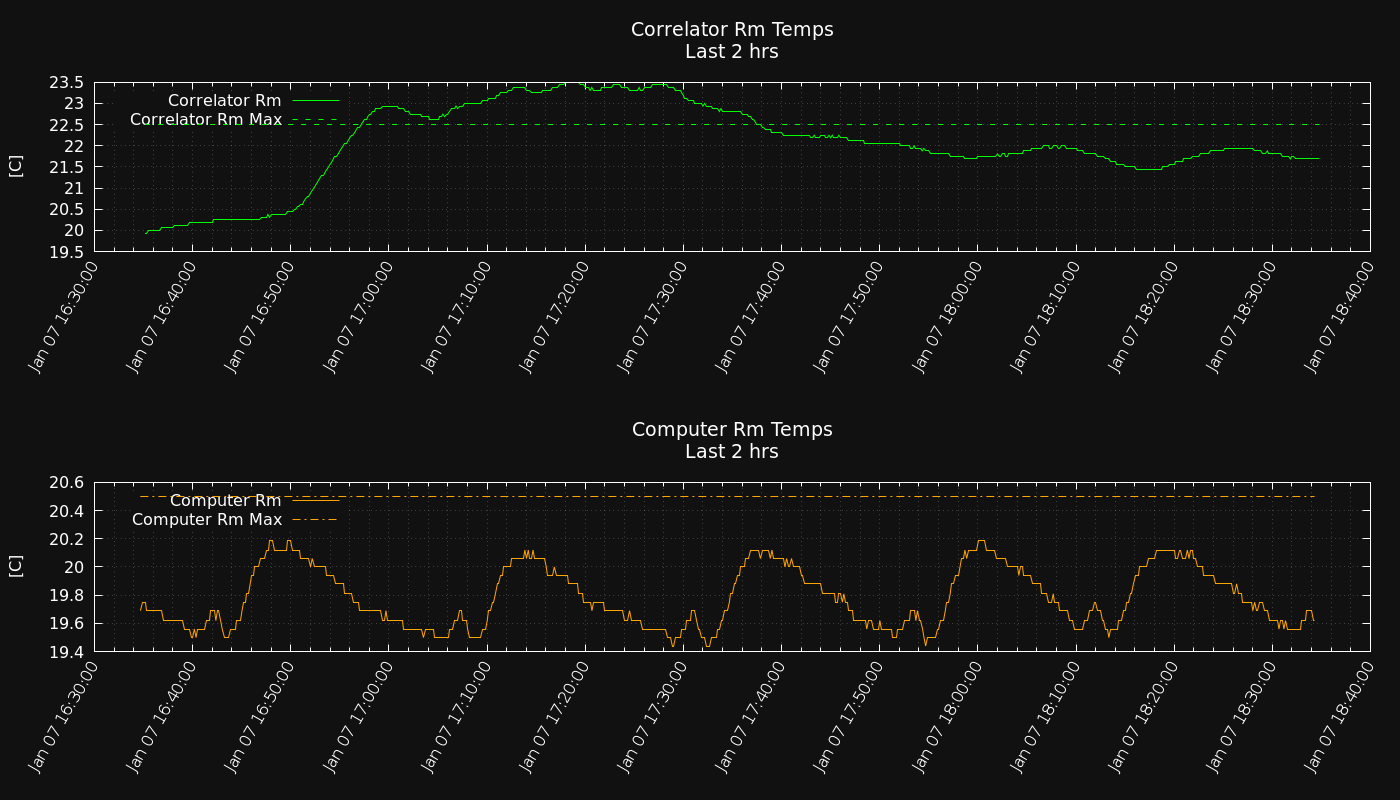 Correlator Rm Temps
Last 2 hrs
23.5
23
22.5
22
21.5
21
20.5
20
19.5
[C]
Correlator Rm
Correlator Rm Max
Jan 07 16:30:00
Jan 07 16:40:00
Jan 07 16:50:00
Jan 07 17:00:00
Jan 07 17:10:00
Jan 07 17:20:00
Jan 07 17:30:00
Jan 07 17:40:00
Jan 07 17:50:00
Jan 07 18:00:00
Jan 07 18:10:00
Jan 07 18:20:00
Jan 07 18:30:00
Jan 07 18:40:00
Computer Rm Temps
Last 2 hrs
20.6
20.4
20.2
20
19.8
19.6
19.4
[C]
Computer Rm
Computer Rm Max
Jan 07 16:30:00
Jan 07 16:40:00
Jan 07 16:50:00
Jan 07 17:00:00
Jan 07 17:10:00
Jan 07 17:20:00
Jan 07 17:30:00
Jan 07 17:40:00
Jan 07 17:50:00
Jan 07 18:00:00
Jan 07 18:10:00
Jan 07 18:20:00
Jan 07 18:30:00
Jan 07 18:40:00